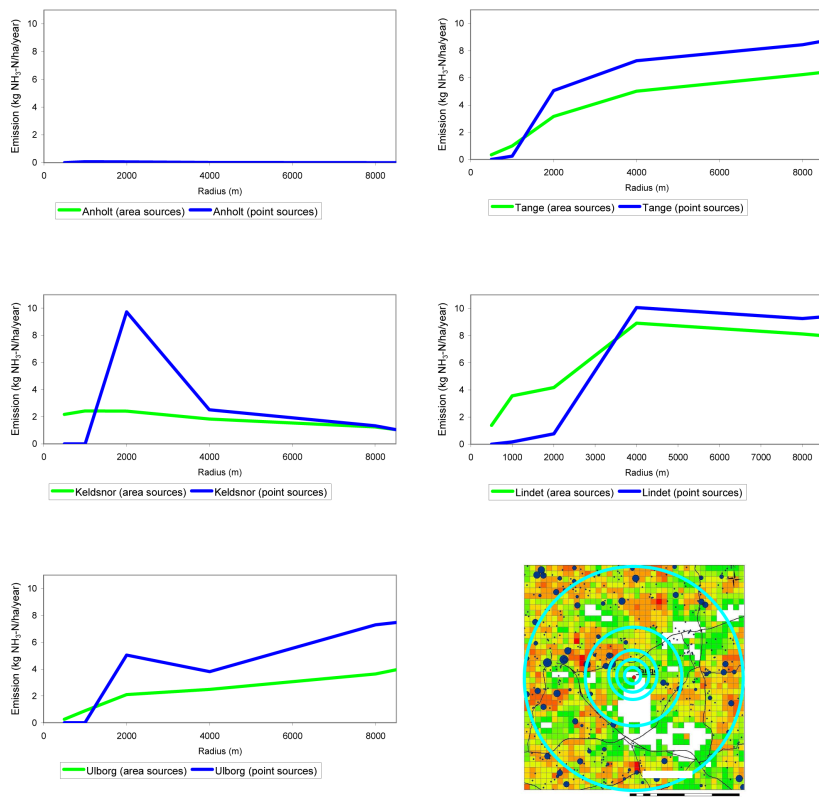 Emission (kg NH3-N/ha/year)
10
8
6
4
2
0
0 2000 4000 6000 8000
Radius (m)
Anholt (area sources) Anholt (point sources)
Emission (kg NH3-N/ha/year)
10
8
6
4
2
0
0 2000 4000 6000 8000
Radius (m)
Tange (area sources) Tange (point sources)
Emission (kg NH3-N/ha/year)
10
8
6
4
2
0
0 2000 4000 6000 8000
Radius (m)
Keldsnor (area sources) Keldsnor (point sources)
Emission (kg NH3-N/ha/year)
10
8
6
4
2
0
0 1000 2000 3000 4000 5000 6000 7000 8000
Radius (m)
Lindet (area sources) Lindet (point sources)
Emission (kg NH3-N/ha/year)
10
8
6
4
2
0
0 2000 4000 6000 8000
Radius (m)
Ulborg (area sources) Ulborg (point sources)